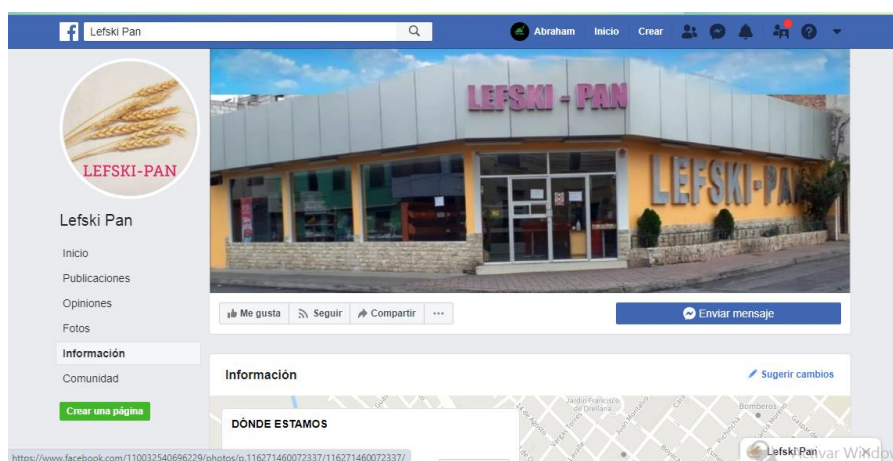 Lefski Pan
Abraham Inicio Crear
LEFSKI - PAN
LEFSKI-PAN
LEFSKI-PAN
Lefski Pan
Inicio
Publicaciones
Opiniones
Fotos
Información
Comunidad
Crear una página
Me gusta Seguir Compartir ...
Enviar mensaje
Información
Sugerir cambios
DÓNDE ESTAMOS
Jardin Francisco
de Orellana
Bomberos
Lefski Pan
https://www.facebook.com/110032540696229/photos/p.116271460072337/116271460072337/